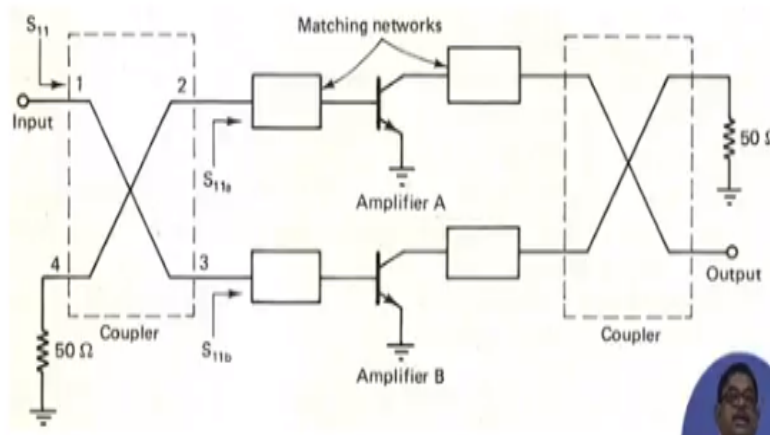 S11
Matching networks
1
2
Input
S11a
50 Ω
Amplifier A
4
3
Output
Coupler
Coupler
50 Ω
S11b
Amplifier B